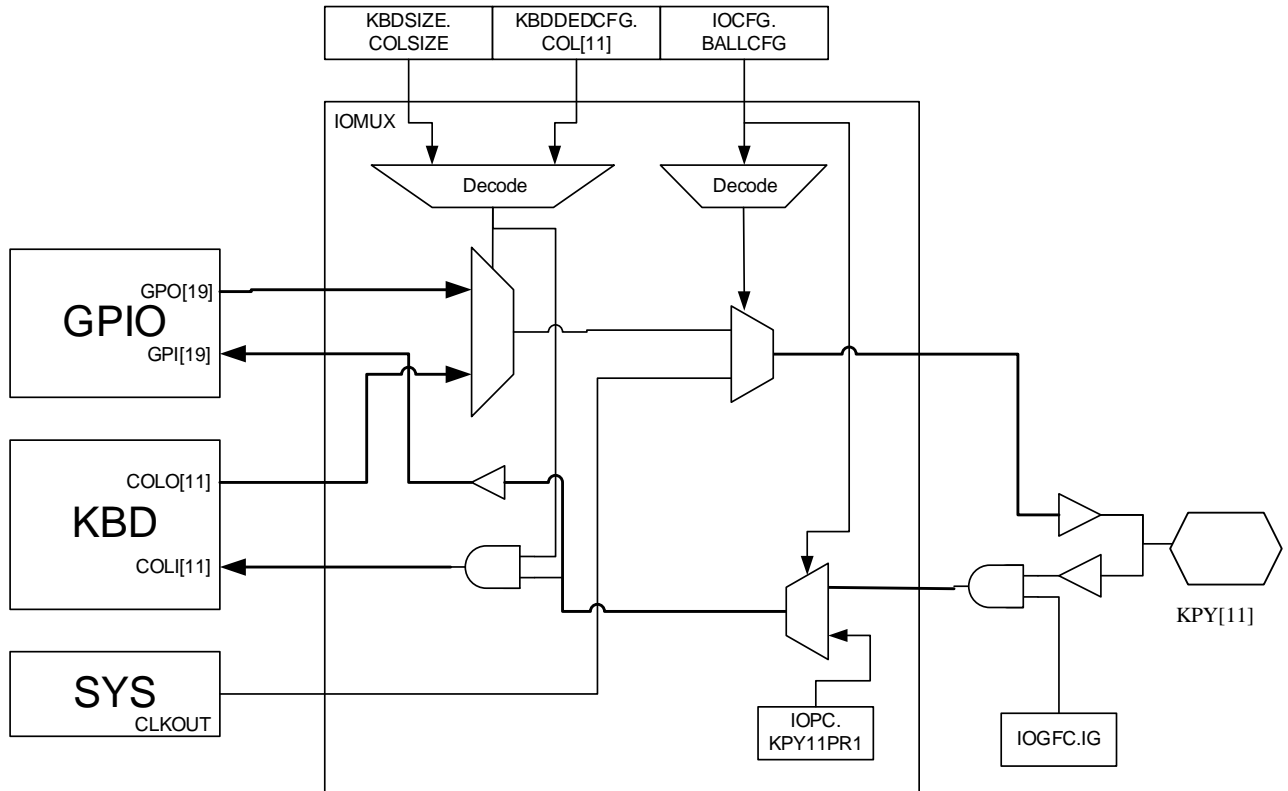 KBDSIZE.
COLSIZE
KBDDEDCFG.
COL[11]
IOCFG.
BALLCFG
IOMUX
Decode
Decode
GPO[19]
GPIO
GPI[19]
COLO[11]
KBD
COLI[11]
KPY[11]
SYS
CLKOUT
IOPC.
KPY11PR1
IOGFC.IG